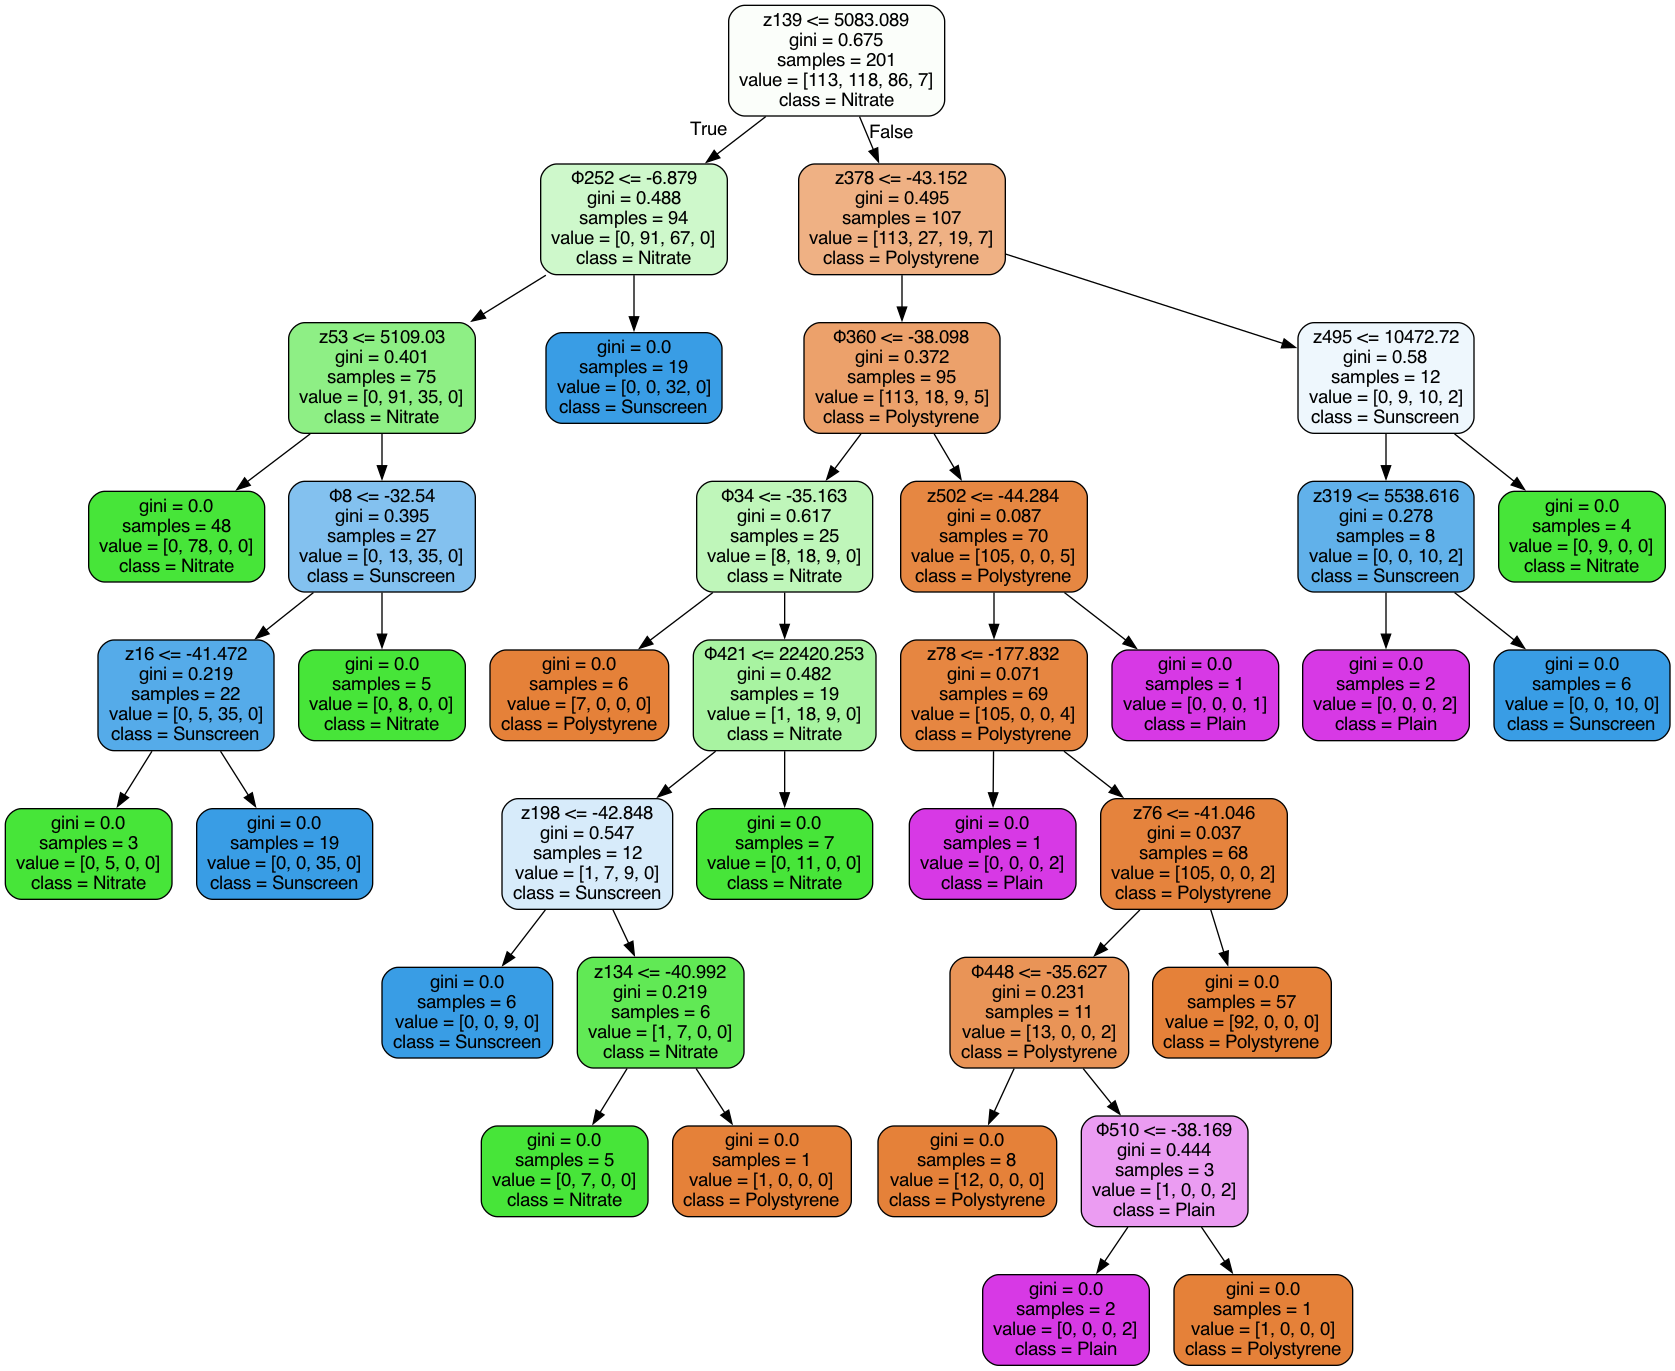 z139 <= 5083.089
gini = 0.675
samples = 201
value = [113, 118, 86, 7]
class = Nitrate
True
False
Φ252 <= -6.879
gini = 0.488
samples = 94
value = [0, 91, 67, 0]
class = Nitrate
z378 <= -43.152
gini = 0.495
samples = 107
value = [113, 27, 19, 7]
class = Polystyrene
z53 <= 5109.03
gini = 0.401
samples = 75
value = [0, 91, 35, 0]
class = Nitrate
gini = 0.0
samples = 19
value = [0, 0, 32, 0]
class = Sunscreen
Φ360 <= -38.098
gini = 0.372
samples = 95
value = [113, 18, 9, 5]
class = Polystyrene
z495 <= 10472.72
gini = 0.58
samples = 12
value = [0, 9, 10, 2]
class = Sunscreen
gini = 0.0
samples = 48
value = [0, 78, 0, 0]
class = Nitrate
Φ8 <= -32.54
gini = 0.395
samples = 27
value = [0, 13, 35, 0]
class = Sunscreen
Φ34 <= -35.163
gini = 0.617
samples = 25
value = [8, 18, 9, 0]
class = Nitrate
z502 <= -44.284
gini = 0.087
samples = 70
value = [105, 0, 0, 5]
class = Polystyrene
z319 <= 5538.616
gini = 0.278
samples = 8
value = [0, 0, 10, 2]
class = Sunscreen
gini = 0.0
samples = 4
value = [0, 9, 0, 0]
class = Nitrate
z16 <= -41.472
gini = 0.219
samples = 22
value = [0, 5, 35, 0]
class = Sunscreen
gini = 0.0
samples = 5
value = [0, 8, 0, 0]
class = Nitrate
gini = 0.0
samples = 6
value = [7, 0, 0, 0]
class = Polystyrene
Φ421 <= 22420.253
gini = 0.482
samples = 19
value = [1, 18, 9, 0]
class = Nitrate
z78 <= -177.832
gini = 0.071
samples = 69
value = [105, 0, 0, 4]
class = Polystyrene
gini = 0.0
samples = 1
value = [0, 0, 0, 1]
class = Plain
gini = 0.0
samples = 2
value = [0, 0, 0, 2]
class = Plain
gini = 0.0
samples = 6
value = [0, 0, 10, 0]
class = Sunscreen
gini = 0.0
samples = 3
value = [0, 5, 0, 0]
class = Nitrate
gini = 0.0
samples = 19
value = [0, 0, 35, 0]
class = Sunscreen
z198 <= -42.848
gini = 0.547
samples = 12
value = [1, 7, 9, 0]
class = Sunscreen
gini = 0.0
samples = 7
value = [0, 11, 0, 0]
class = Nitrate
gini = 0.0
samples = 1
value = [0, 0, 0, 2]
class = Plain
z76 <= -41.046
gini = 0.037
samples = 68
value = [105, 0, 0, 2]
class = Polystyrene
gini = 0.0
samples = 6
value = [0, 0, 9, 0]
class = Sunscreen
z134 <= -40.992
gini = 0.219
samples = 6
value = [1, 7, 0, 0]
class = Nitrate
Φ448 <= -35.627
gini = 0.231
samples = 11
value = [13, 0, 0, 2]
class = Polystyrene
gini = 0.0
samples = 57
value = [92, 0, 0, 0]
class = Polystyrene
gini = 0.0
samples = 5
value = [0, 7, 0, 0]
class = Nitrate
gini = 0.0
samples = 1
value = [1, 0, 0, 0]
class = Polystyrene
gini = 0.0
samples = 8
value = [12, 0, 0, 0]
class = Polystyrene
Φ510 <= -38.169
gini = 0.444
samples = 3
value = [1, 0, 0, 2]
class = Plain
gini = 0.0
samples = 2
value = [0, 0, 0, 2]
class = Plain
gini = 0.0
samples = 1
value = [1, 0, 0, 0]
class = Polystyrene